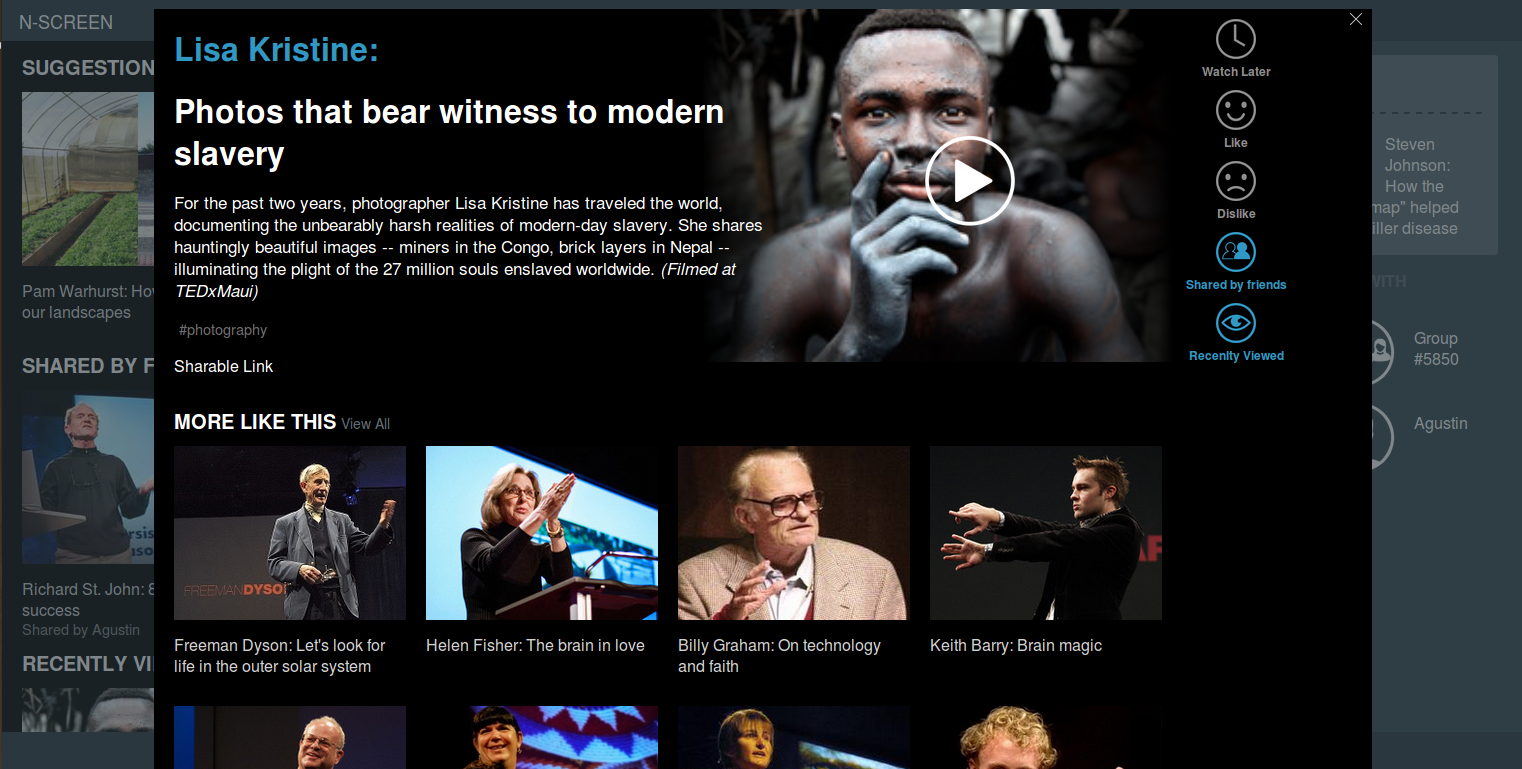 N-SCREEN
SUGGESTION
Pam Warhurst: How
our landscapes
SHARED BY F
Richard St. John: 8
success
Shared by Agustin
RECENTLY VI
Lisa Kristine:
Photos that bear witness to modern
slavery
For the past two years, photographer Lisa Kristine has traveled the world,
documenting the unbearably harsh realities of modern-day slavery. She shares
hauntingly beautiful images -- miners in the Congo, brick layers in Nepal --
illuminating the plight of the 27 million souls enslaved worldwide. (Filmed at
TEDxMaui)
#photography
Sharable Link
Watch Later
Like
Dislike
Shared by friends
Recenlty Viewed
MORE LIKE THIS View All
FREEMANDYSO
Freeman Dyson: Let's look for
life in the outer solar system
Helen Fisher: The brain in love
Billy Graham: On technology
and faith
Keith Barry: Brain magic
Steven
Johnson:
How the
map" helped
iller disease
WITH
Group
#5850
Agustin